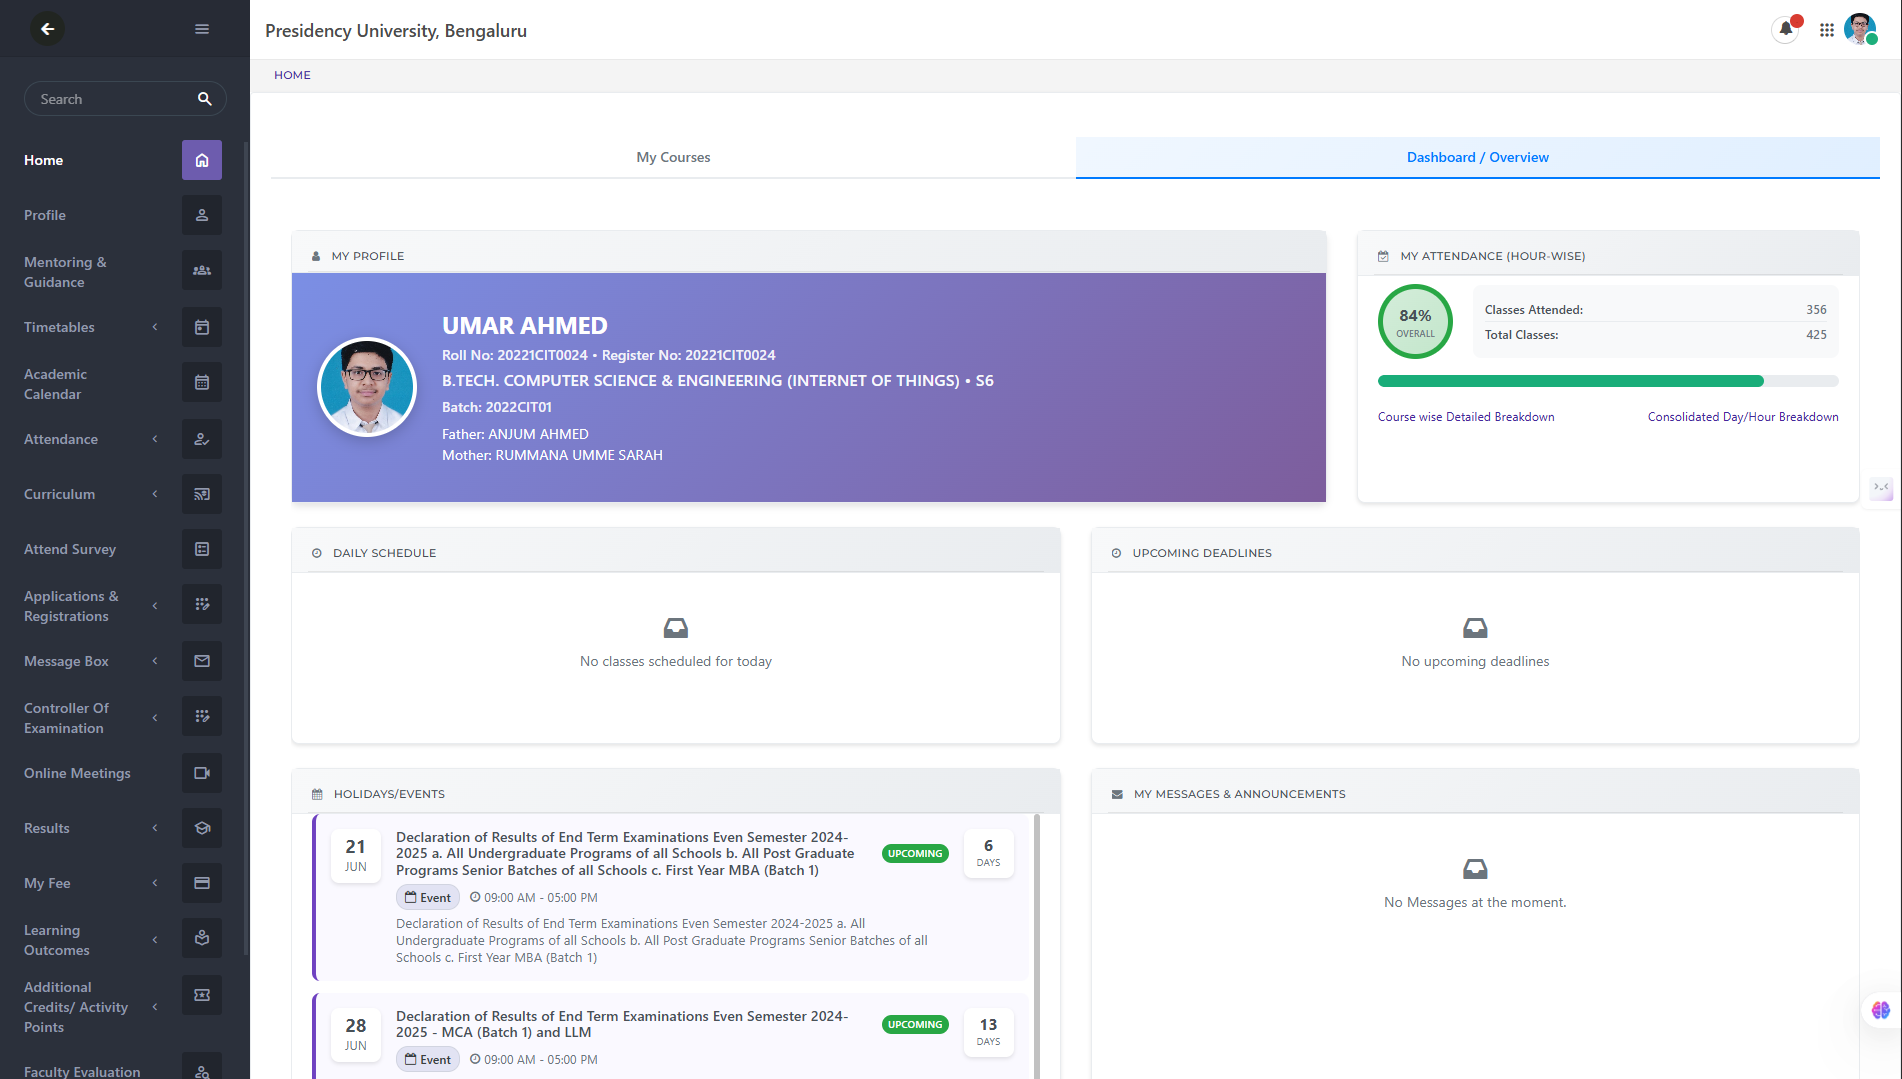 Presidency University, Bengaluru
HOME
Search
Home
Profile
Mentoring &
Guidance
Timetables
Academic
Calendar
Attendance
Curriculum
Attend Survey
Applications &
Registrations
Message Box
Controller Of
Examination
Online Meetings
Results
My Fee
Learning
Outcomes
Additional
Credits/ Activity
Points
Faculty Evaluation
My Courses
Dashboard / Overview
MY PROFILE
UMAR AHMED
Roll No: 20221CIT0024 • Register No: 20221CIT0024
B.TECH. COMPUTER SCIENCE & ENGINEERING (INTERNET OF THINGS) • S6
Batch: 2022CIT01
Father: ANJUM AHMED
Mother: RUMMANA UMME SARAH
MY ATTENDANCE (HOUR-WISE)
84%
OVERALL
Classes Attended: 356
Total Classes: 425
Course wise Detailed Breakdown
Consolidated Day/Hour Breakdown
DAILY SCHEDULE
No classes scheduled for today
UPCOMING DEADLINES
No upcoming deadlines
HOLIDAYS/EVENTS
21
JUN
Declaration of Results of End Term Examinations Even Semester 2024-
2025 a. All Undergraduate Programs of all Schools b. All Post Graduate
Programs Senior Batches of all Schools c. First Year MBA (Batch 1)
UPCOMING
6
DAYS
Event 09:00 AM - 05:00 PM
Declaration of Results of End Term Examinations Even Semester 2024-2025 a. All
Undergraduate Programs of all Schools b. All Post Graduate Programs Senior Batches of all
Schools c. First Year MBA (Batch 1)
28
JUN
Declaration of Results of End Term Examinations Even Semester 2024-
2025 - MCA (Batch 1) and LLM
UPCOMING
13
DAYS
Event 09:00 AM - 05:00 PM
MY MESSAGES & ANNOUNCEMENTS
No Messages at the moment.